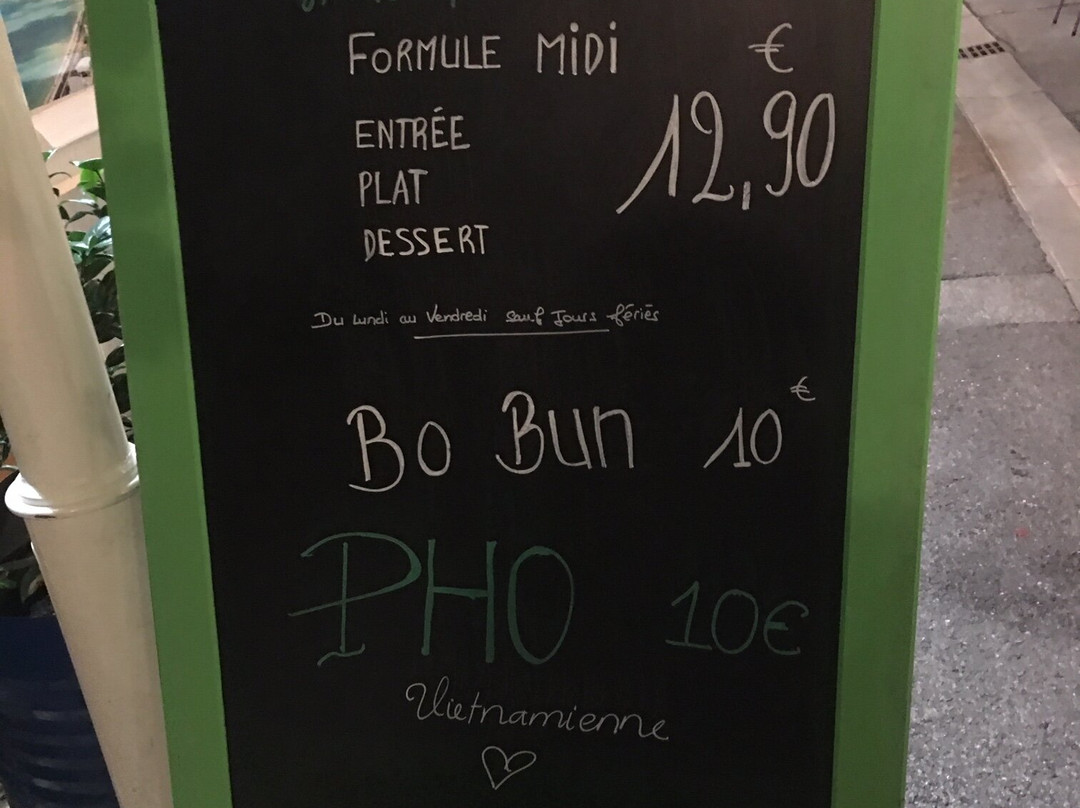 FORMULE MIDI €
ENTRÉE 12,90
PLAT
DESSERT
Du Lundi au Vendredi sauf Jours fériés
Bo Bun 10€
PHO 10€
Vietnamienne